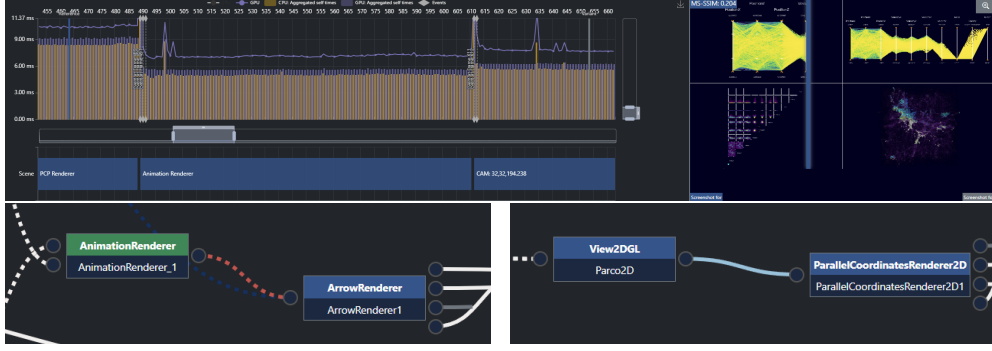 GPU CPU: Aggregated self times GPU: Aggregated self times Events
455 460 465 470 475 480 485 490 495 500 505 510 515 520 525 530 535 540 545 550 555 560 565 570 575 580 585 590 595 600 605 610 615 620 625 630 635 640 645 650 655 660
11.37 ms
9.00 ms
6.00 ms
3.00 ms
0.00 ms
Scene PCP Renderer Animation Renderer CAM: 32,32,194.238
MS-SSIM: 0.204
Screenshot for Screenshot for
AnimationRenderer
AnimationRenderer_1
ArrowRenderer
ArrowRenderer1
View2DGL
Parco2D
ParallelCoordinatesRenderer2D
ParallelCoordinatesRenderer2D1